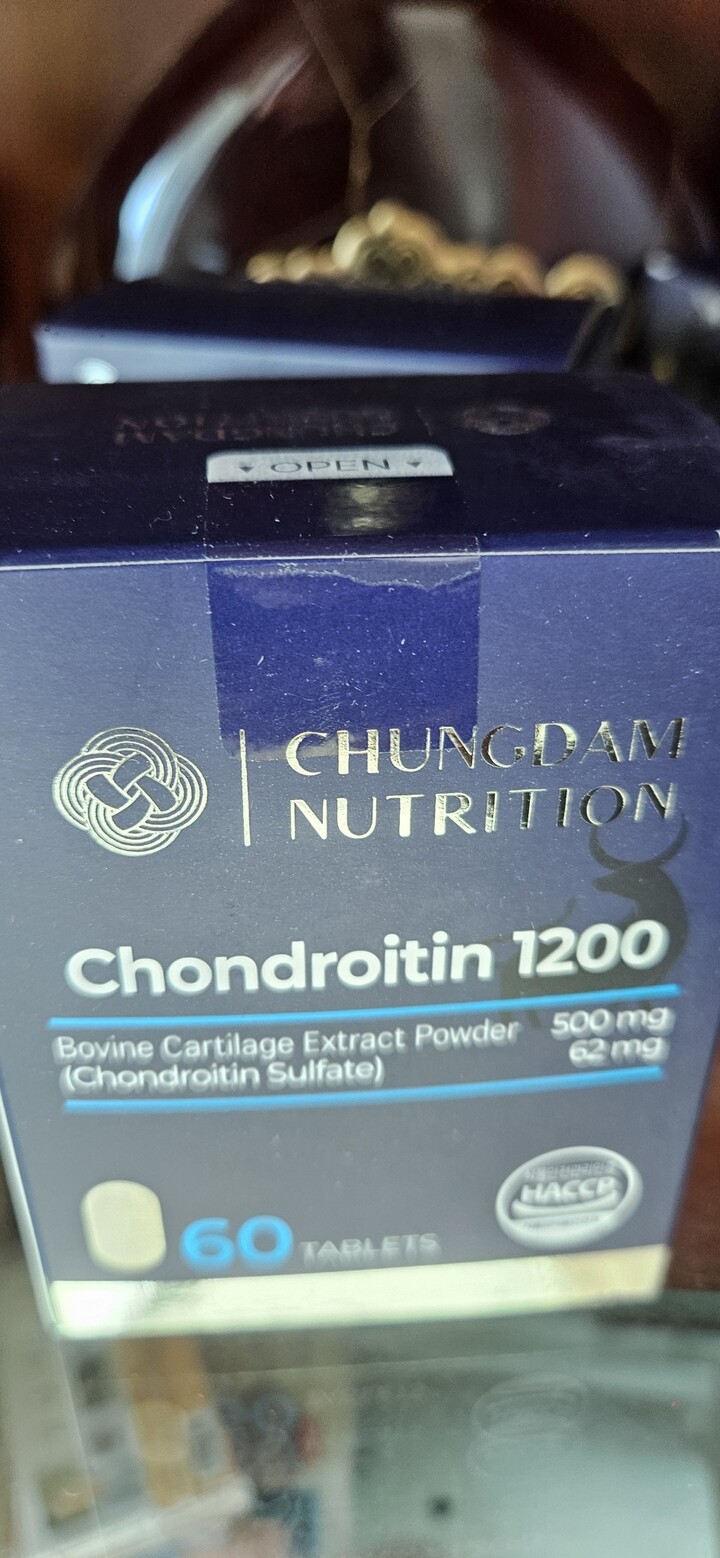 OPEN
CHUNGDAM
NUTRITION
Chondroitin 1200
Bovine Cartilage Extract Powder 500 mg
(Chondroitin Sulfate) 62 mg
HACCP
60 TABLETS